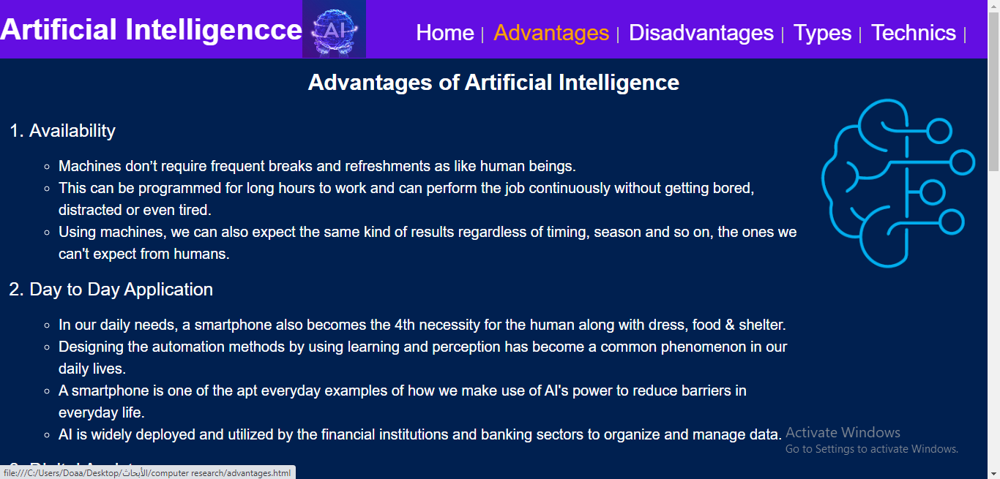 Artificial Intelligencce
AI
Home | Advantages | Disadvantages | Types | Technics |
Advantages of Artificial Intelligence
1. Availability
◦ Machines don’t require frequent breaks and refreshments as like human beings.
◦ This can be programmed for long hours to work and can perform the job continuously without getting bored,
distracted or even tired.
◦ Using machines, we can also expect the same kind of results regardless of timing, season and so on, the ones we
can't expect from humans.
2. Day to Day Application
◦ In our daily needs, a smartphone also becomes the 4th necessity for the human along with dress, food & shelter.
◦ Designing the automation methods by using learning and perception has become a common phenomenon in our
daily lives.
◦ A smartphone is one of the apt everyday examples of how we make use of AI's power to reduce barriers in
everyday life.
◦ AI is widely deployed and utilized by the financial institutions and banking sectors to organize and manage data.
Activate Windows
Go to Settings to activate Windows.
file:///C:/Users/Doaa/Desktop/الأبحاث/computer research/advantages.html